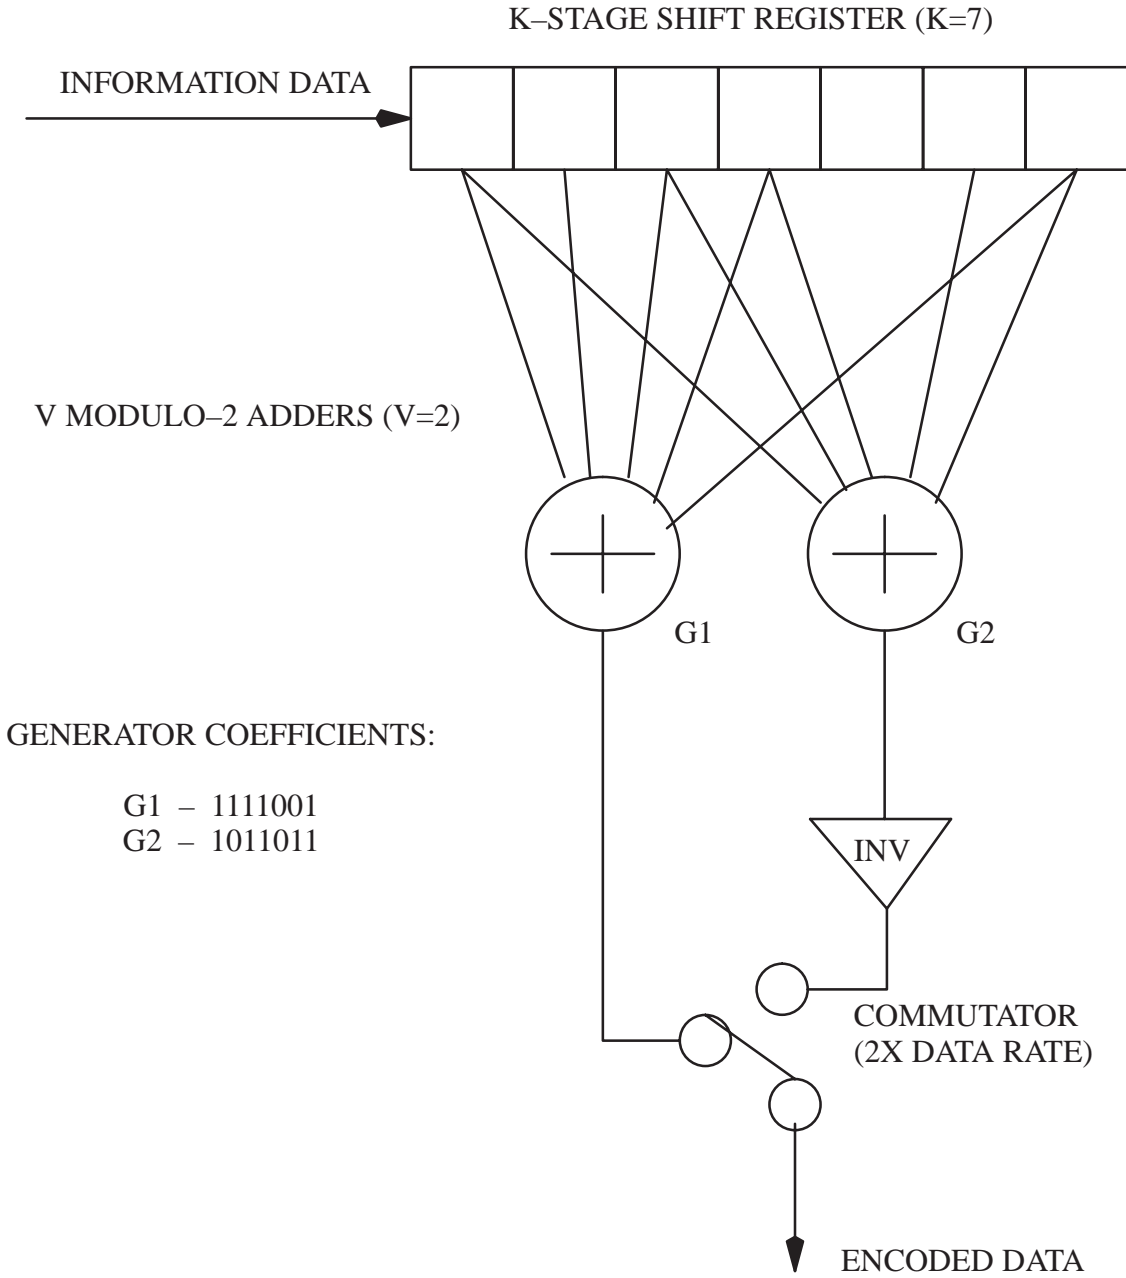 K–STAGE SHIFT REGISTER (K=7)
INFORMATION DATA
V MODULO–2 ADDERS (V=2)
G1
G2
GENERATOR COEFFICIENTS:
G1 – 1111001
G2 – 1011011
INV
COMMUTATOR
(2X DATA RATE)
ENCODED DATA